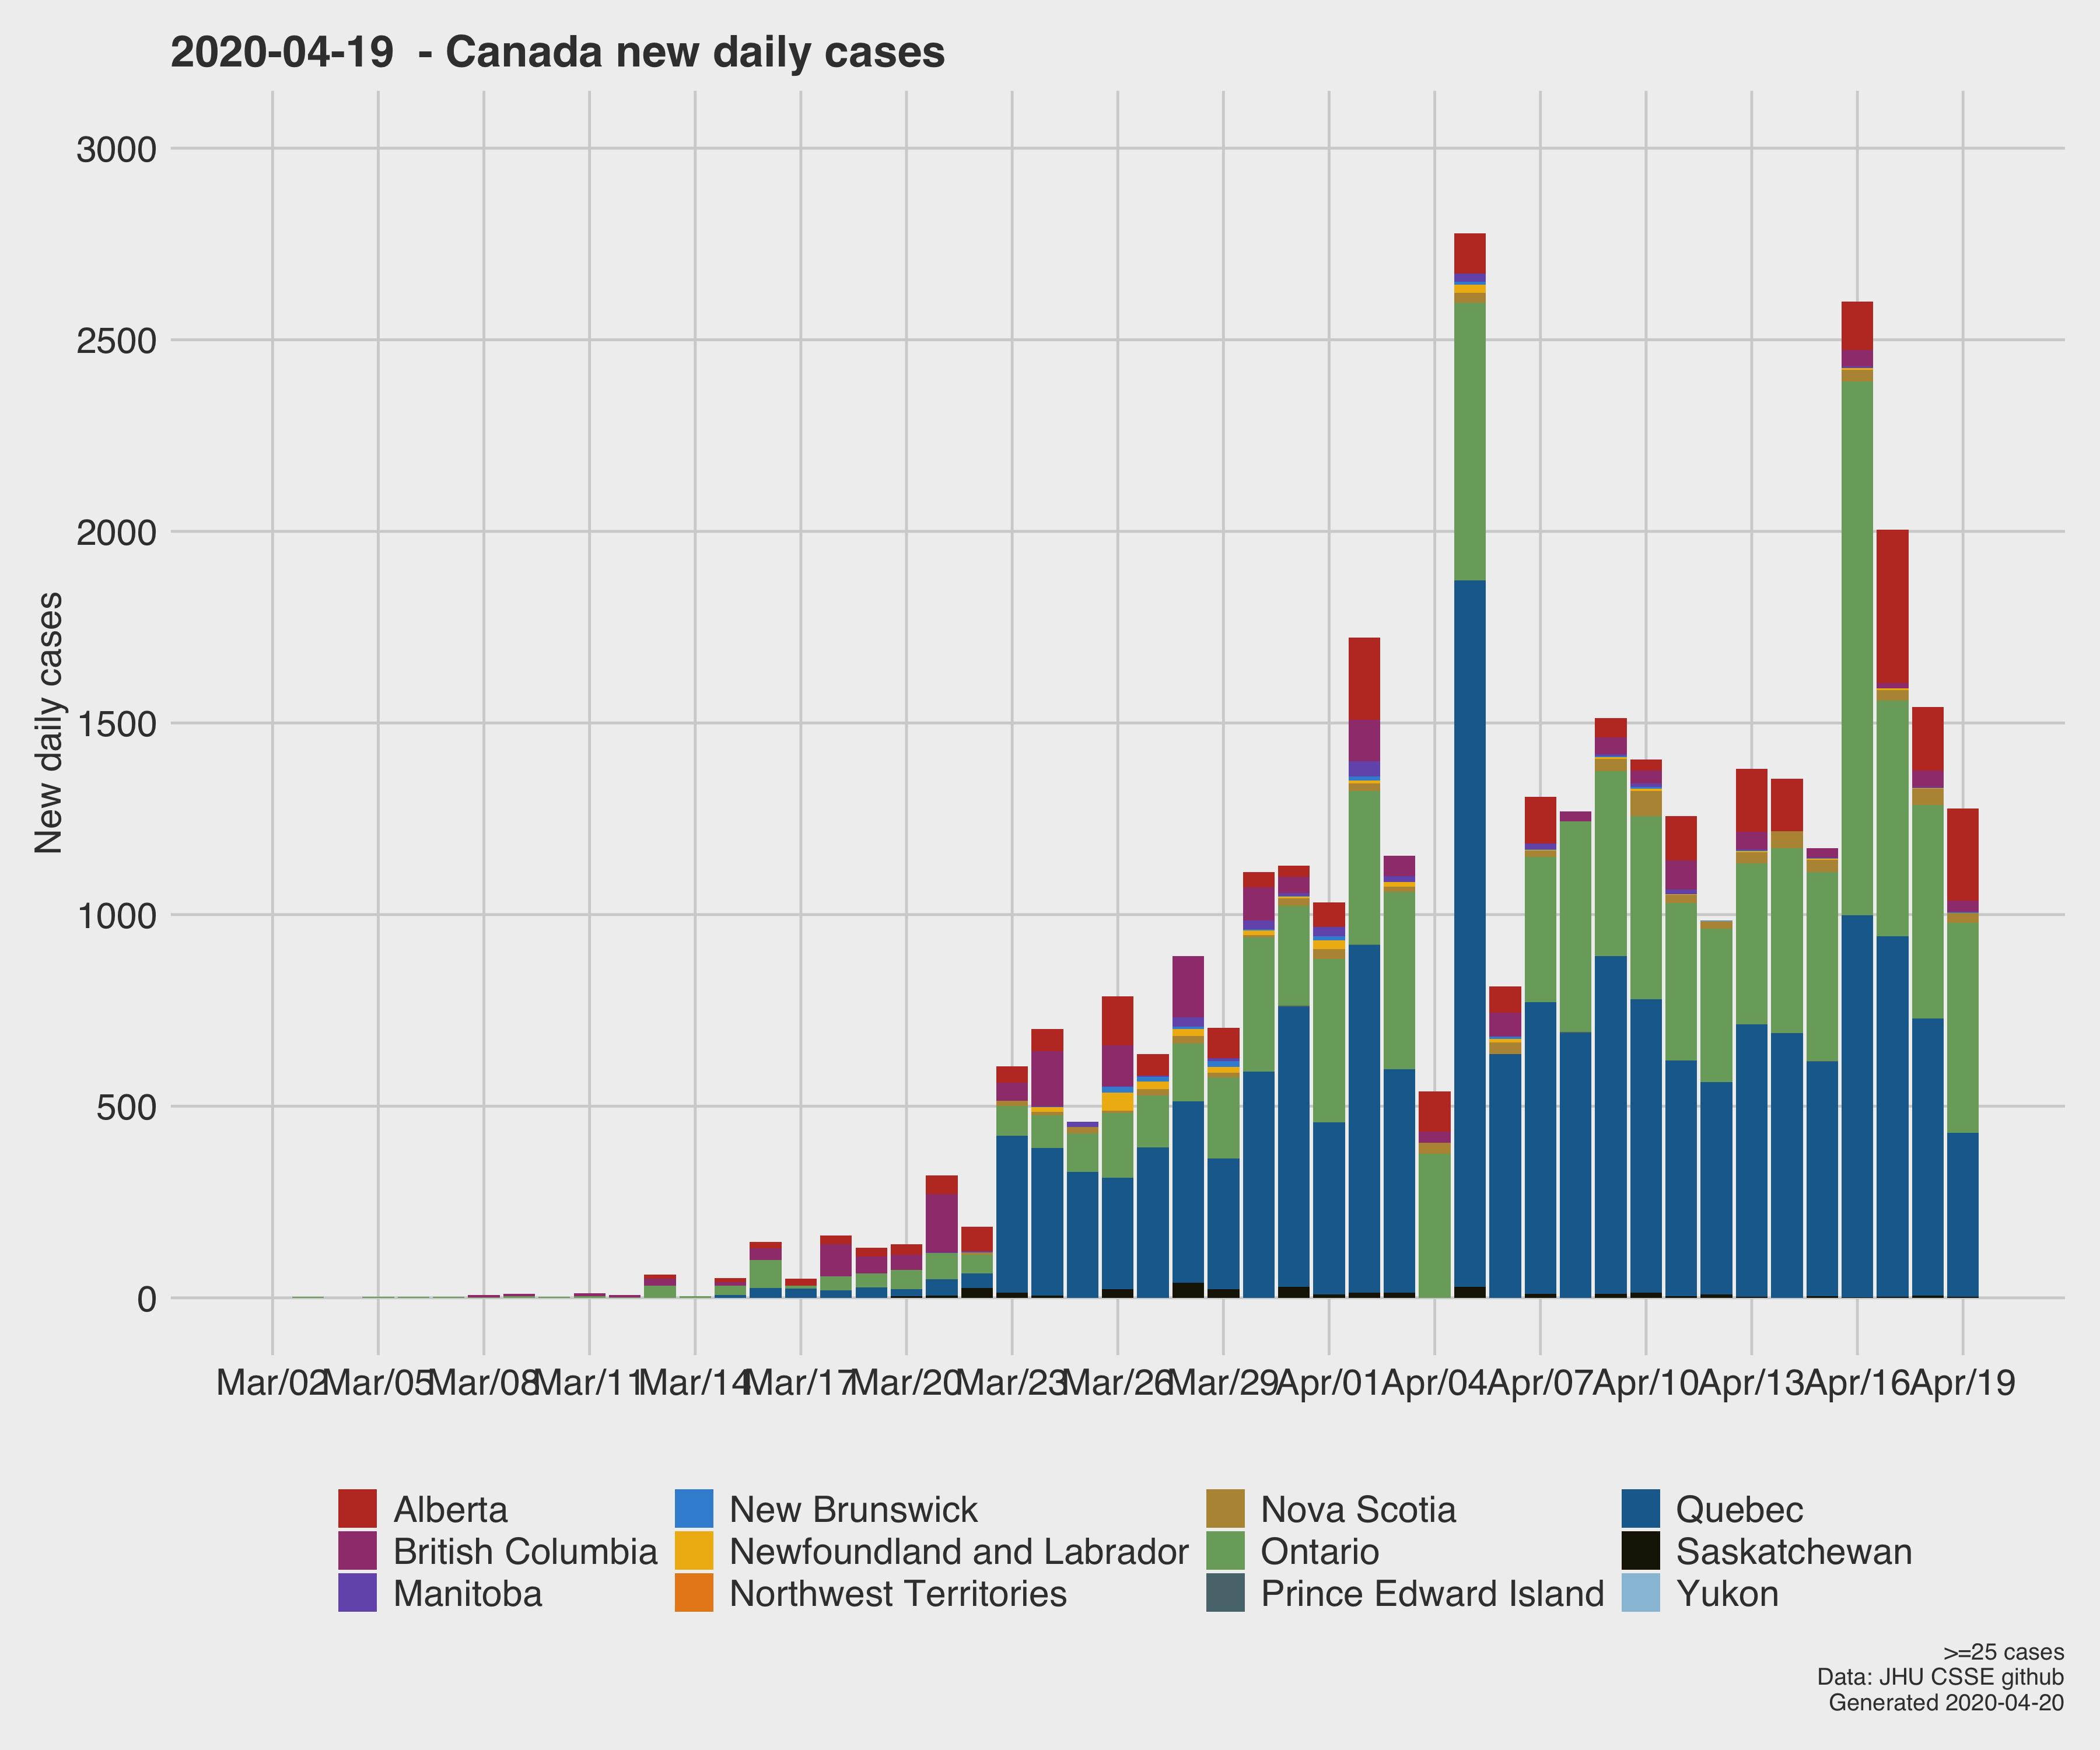 2020-04-19  - Canada new daily cases
3000
2500
2000
1500
1000
500
0
New daily cases
Mar/02 Mar/05 Mar/08 Mar/11 Mar/14 Mar/17 Mar/20 Mar/23 Mar/26 Mar/29 Apr/01 Apr/04 Apr/07 Apr/10 Apr/13 Apr/16 Apr/19
Alberta New Brunswick Nova Scotia Quebec
British Columbia Newfoundland and Labrador Ontario Saskatchewan
Manitoba Northwest Territories Prince Edward Island Yukon
>=25 cases
Data: JHU CSSE github
Generated 2020-04-20